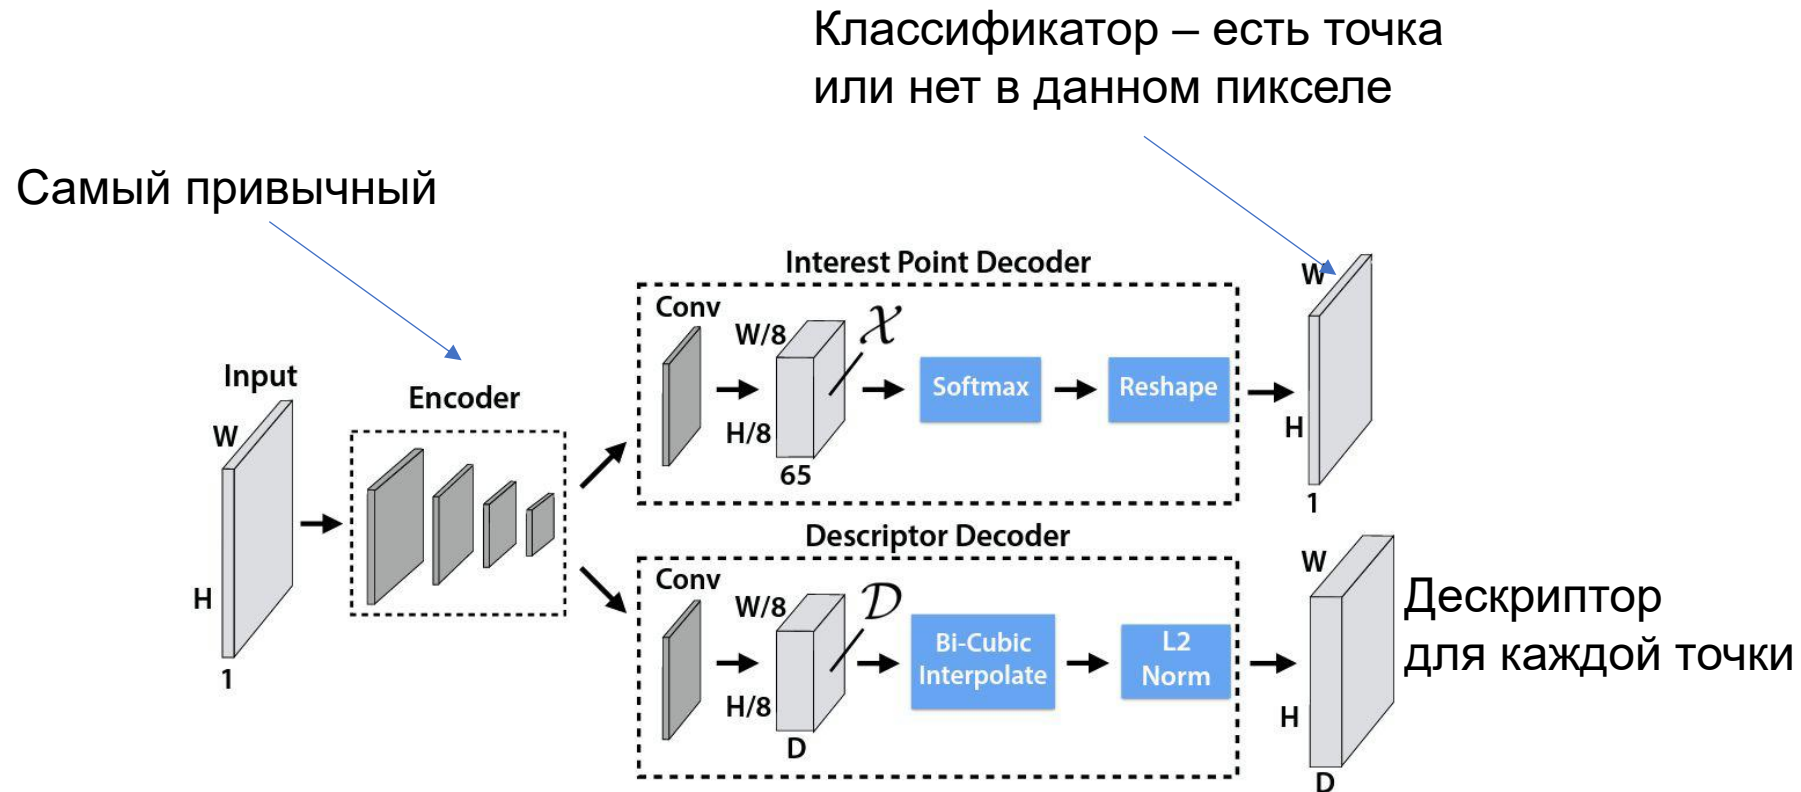 Классификатор – есть точка
или нет в данном пикселе
Самый привычный
Interest Point Decoder
Conv
W/8
𝒳
H/8
65
Softmax
Reshape
W
H
1
Input
W
H
1
Encoder
Descriptor Decoder
Conv
W/8
𝒟
H/8
D
Bi-Cubic
Interpolate
L2
Norm
W
H
D
Дескриптор
для каждой точки